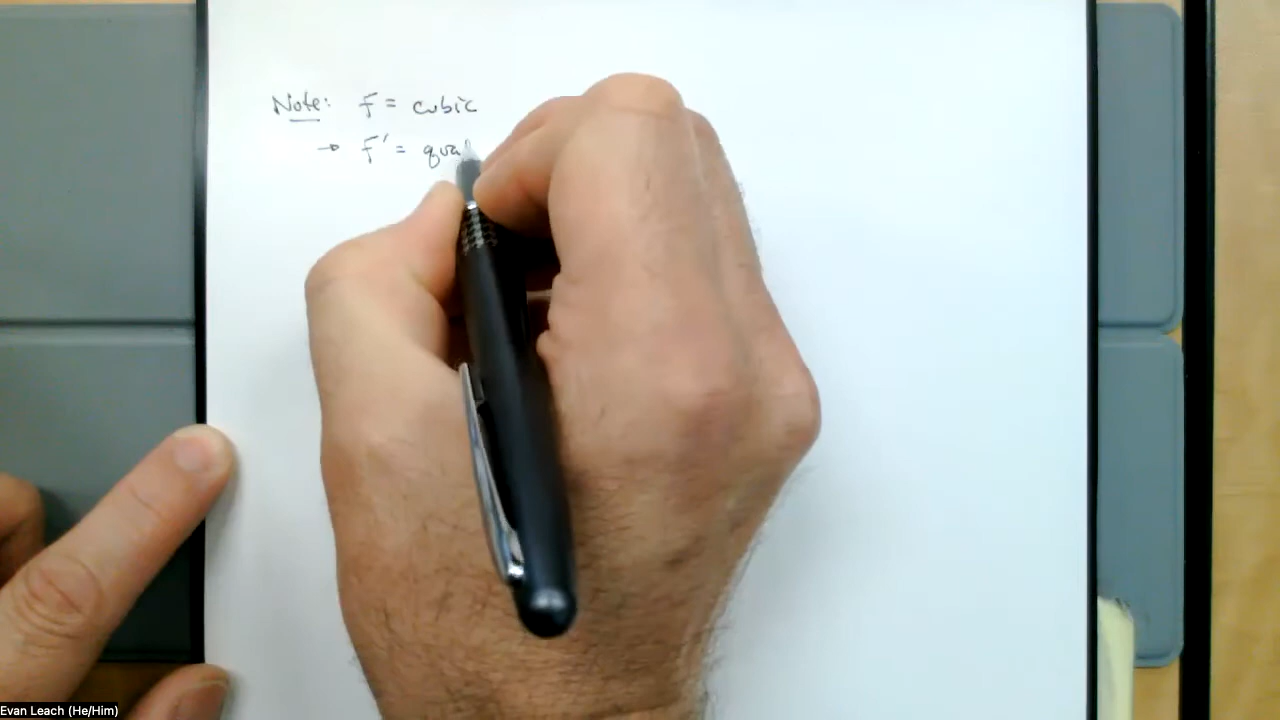 Note: f = cubic
→ f' = qua
Evan Leach (He/Him)